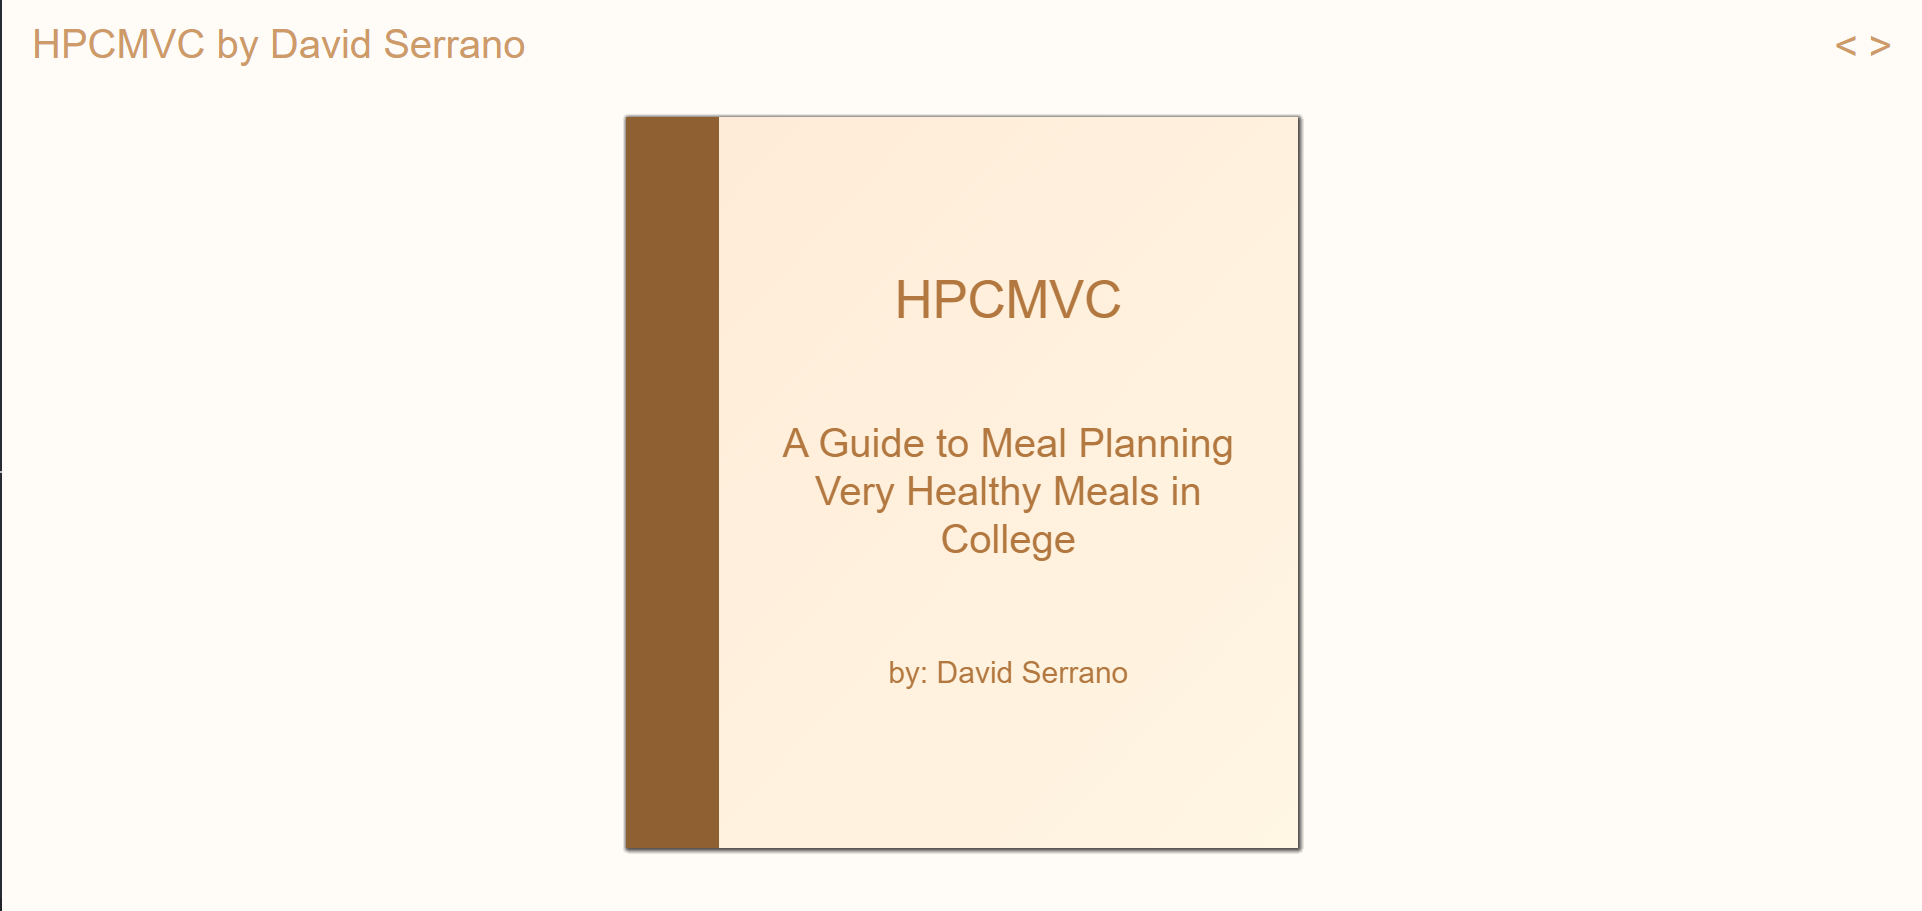 HPCMVC by David Serrano
< >
HPCMVC
A Guide to Meal Planning
Very Healthy Meals in
College
by: David Serrano